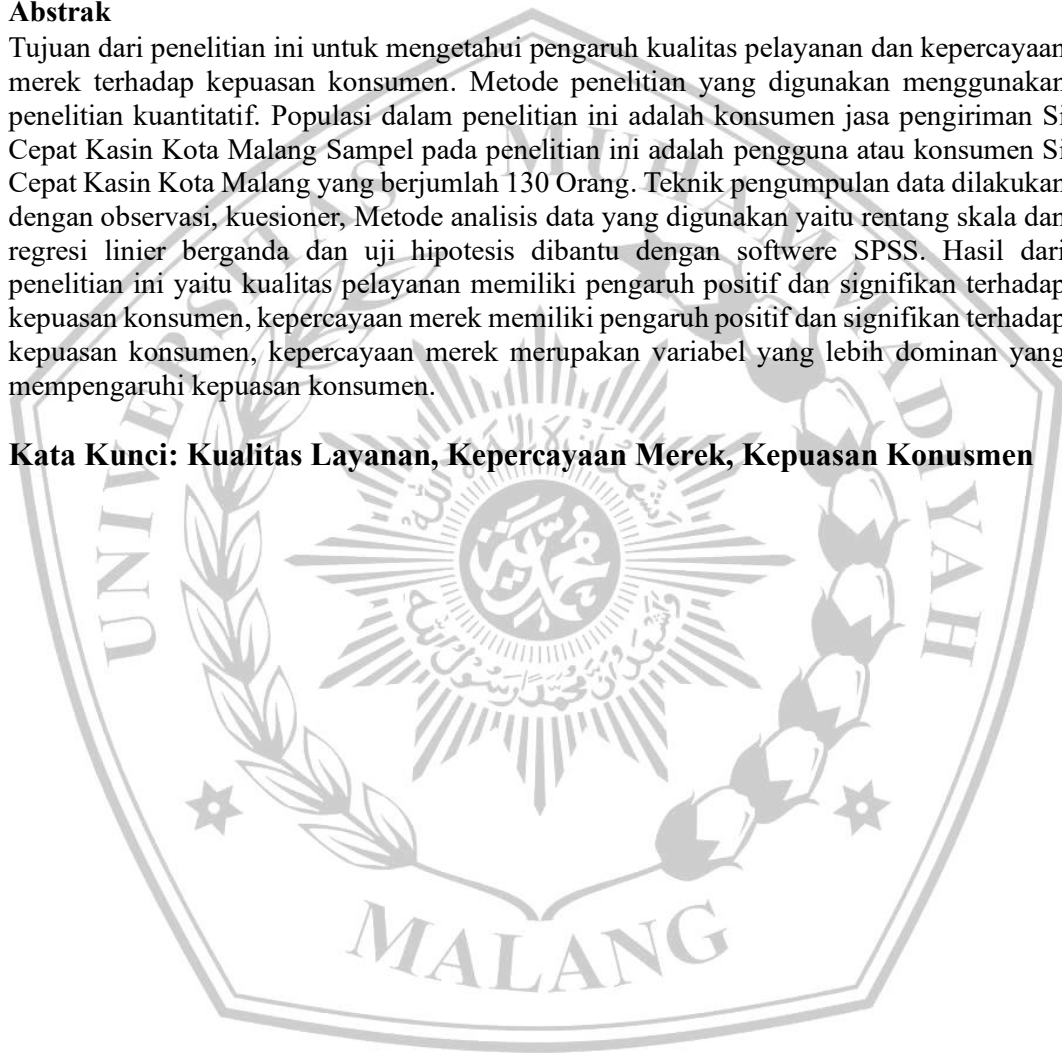 Abstrak
Tujuan dari penelitian ini untuk mengetahui pengaruh kualitas pelayanan dan kepercayaan
merek terhadap kepuasan konsumen. Metode penelitian yang digunakan menggunakan
penelitian kuantitatif. Populasi dalam penelitian ini adalah konsumen jasa pengiriman Si
Cepat Kasin Kota Malang Sampel pada penelitian ini adalah pengguna atau konsumen Si
Cepat Kasin Kota Malang yang berjumlah 130 Orang. Teknik pengumpulan data dilakukan
dengan observasi, kuesioner, Metode analisis data yang digunakan yaitu rentang skala dan
regresi linier berganda dan uji hipotesis dibantu dengan softwere SPSS. Hasil dari
penelitian ini yaitu kualitas pelayanan memiliki pengaruh positif dan signifikan terhadap
kepuasan konsumen, kepercayaan merek memiliki pengaruh positif dan signifikan terhadap
kepuasan konsumen, kepercayaan merek merupakan variabel yang lebih dominan yang
mempengaruhi kepuasan konsumen.
Kata Kunci: Kualitas Layanan, Kepercayaan Merek, Kepuasan Konusmen
UNIVERSITAS MUHAMMADIYAH
MALANG